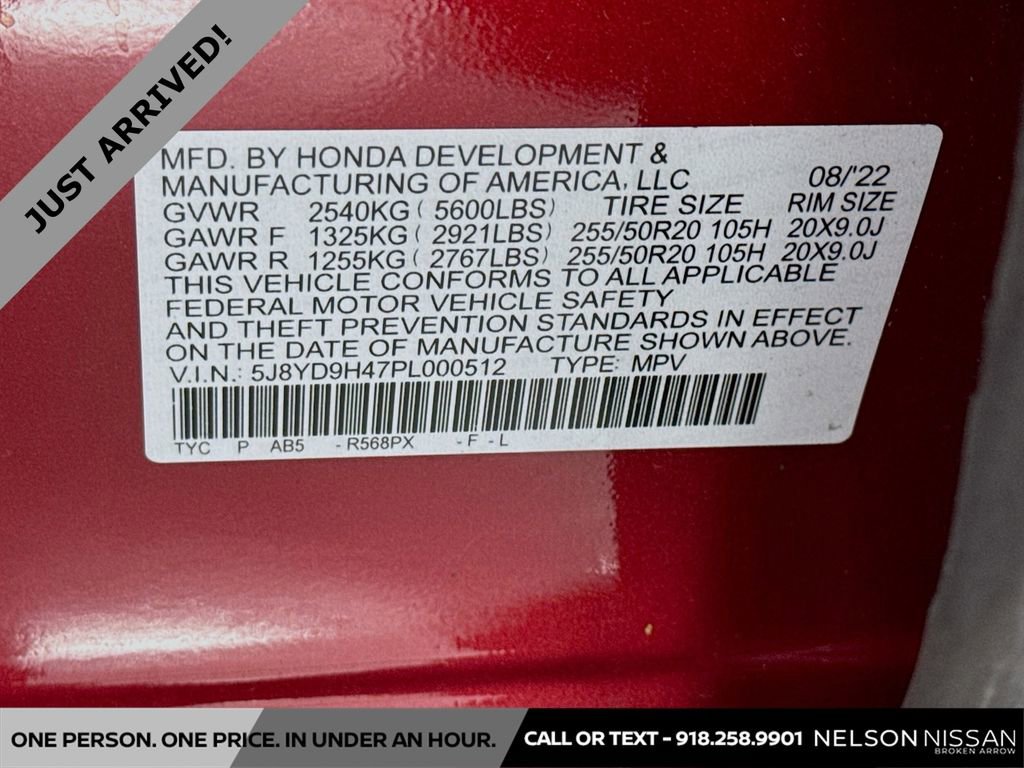 JUST ARRIVED!
MFD. BY HONDA DEVELOPMENT &
MANUFACTURING OF AMERICA, LLC 08/'22
GVWR 2540KG ( 5600LBS) TIRE SIZE RIM SIZE
GAWR F 1325KG ( 2921LBS) 255/50R20 105H 20X9.0J
GAWR R 1255KG ( 2767LBS) 255/50R20 105H 20X9.0J
THIS VEHICLE CONFORMS TO ALL APPLICABLE
FEDERAL MOTOR VEHICLE SAFETY
AND THEFT PREVENTION STANDARDS IN EFFECT
ON THE DATE OF MANUFACTURE SHOWN ABOVE.
V.I.N.: 5J8YD9H47PL000512 TYPE: MPV
TYC P AB5 - R568PX - F - L
ONE PERSON. ONE PRICE. IN UNDER AN HOUR. CALL OR TEXT - 918.258.9901 NELSON NISSAN
BROKEN ARROW